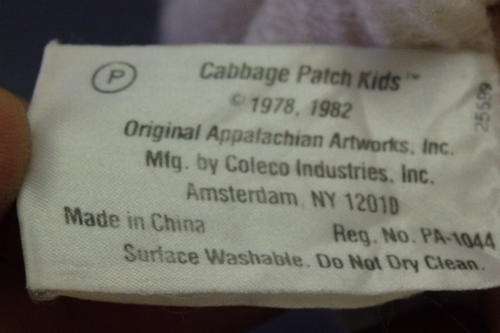 P Cabbage Patch Kids™
© 1978, 1982
Original Appalachian Artworks, Inc.
Mfg. by Coleco Industries, Inc.
Amsterdam, NY 12010
Made in China Reg. No. PA-1044
Surface Washable. Do Not Dry Clean.